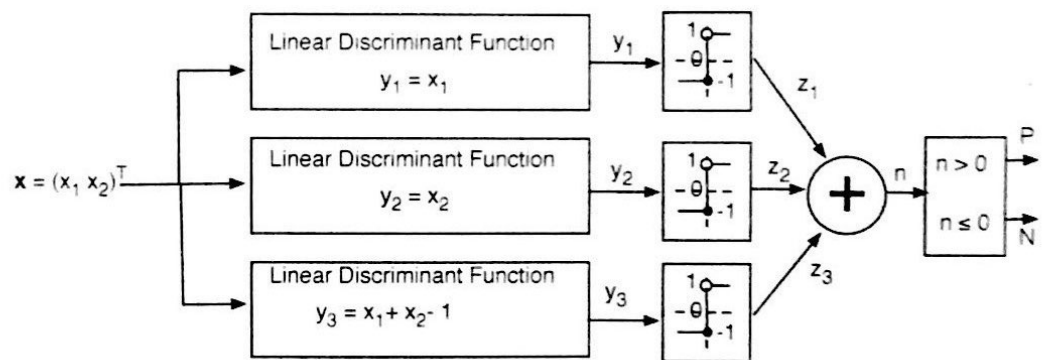 Linear Discriminant Function
y₁ = x₁
y₁
1
θ
-1
z₁
x = (x₁ x₂)ᵀ
Linear Discriminant Function
y₂ = x₂
y₂
1
θ
-1
z₂
+
n
n > 0
n ≤ 0
P
N
Linear Discriminant Function
y₃ = x₁ + x₂ - 1
y₃
1
θ
-1
z₃